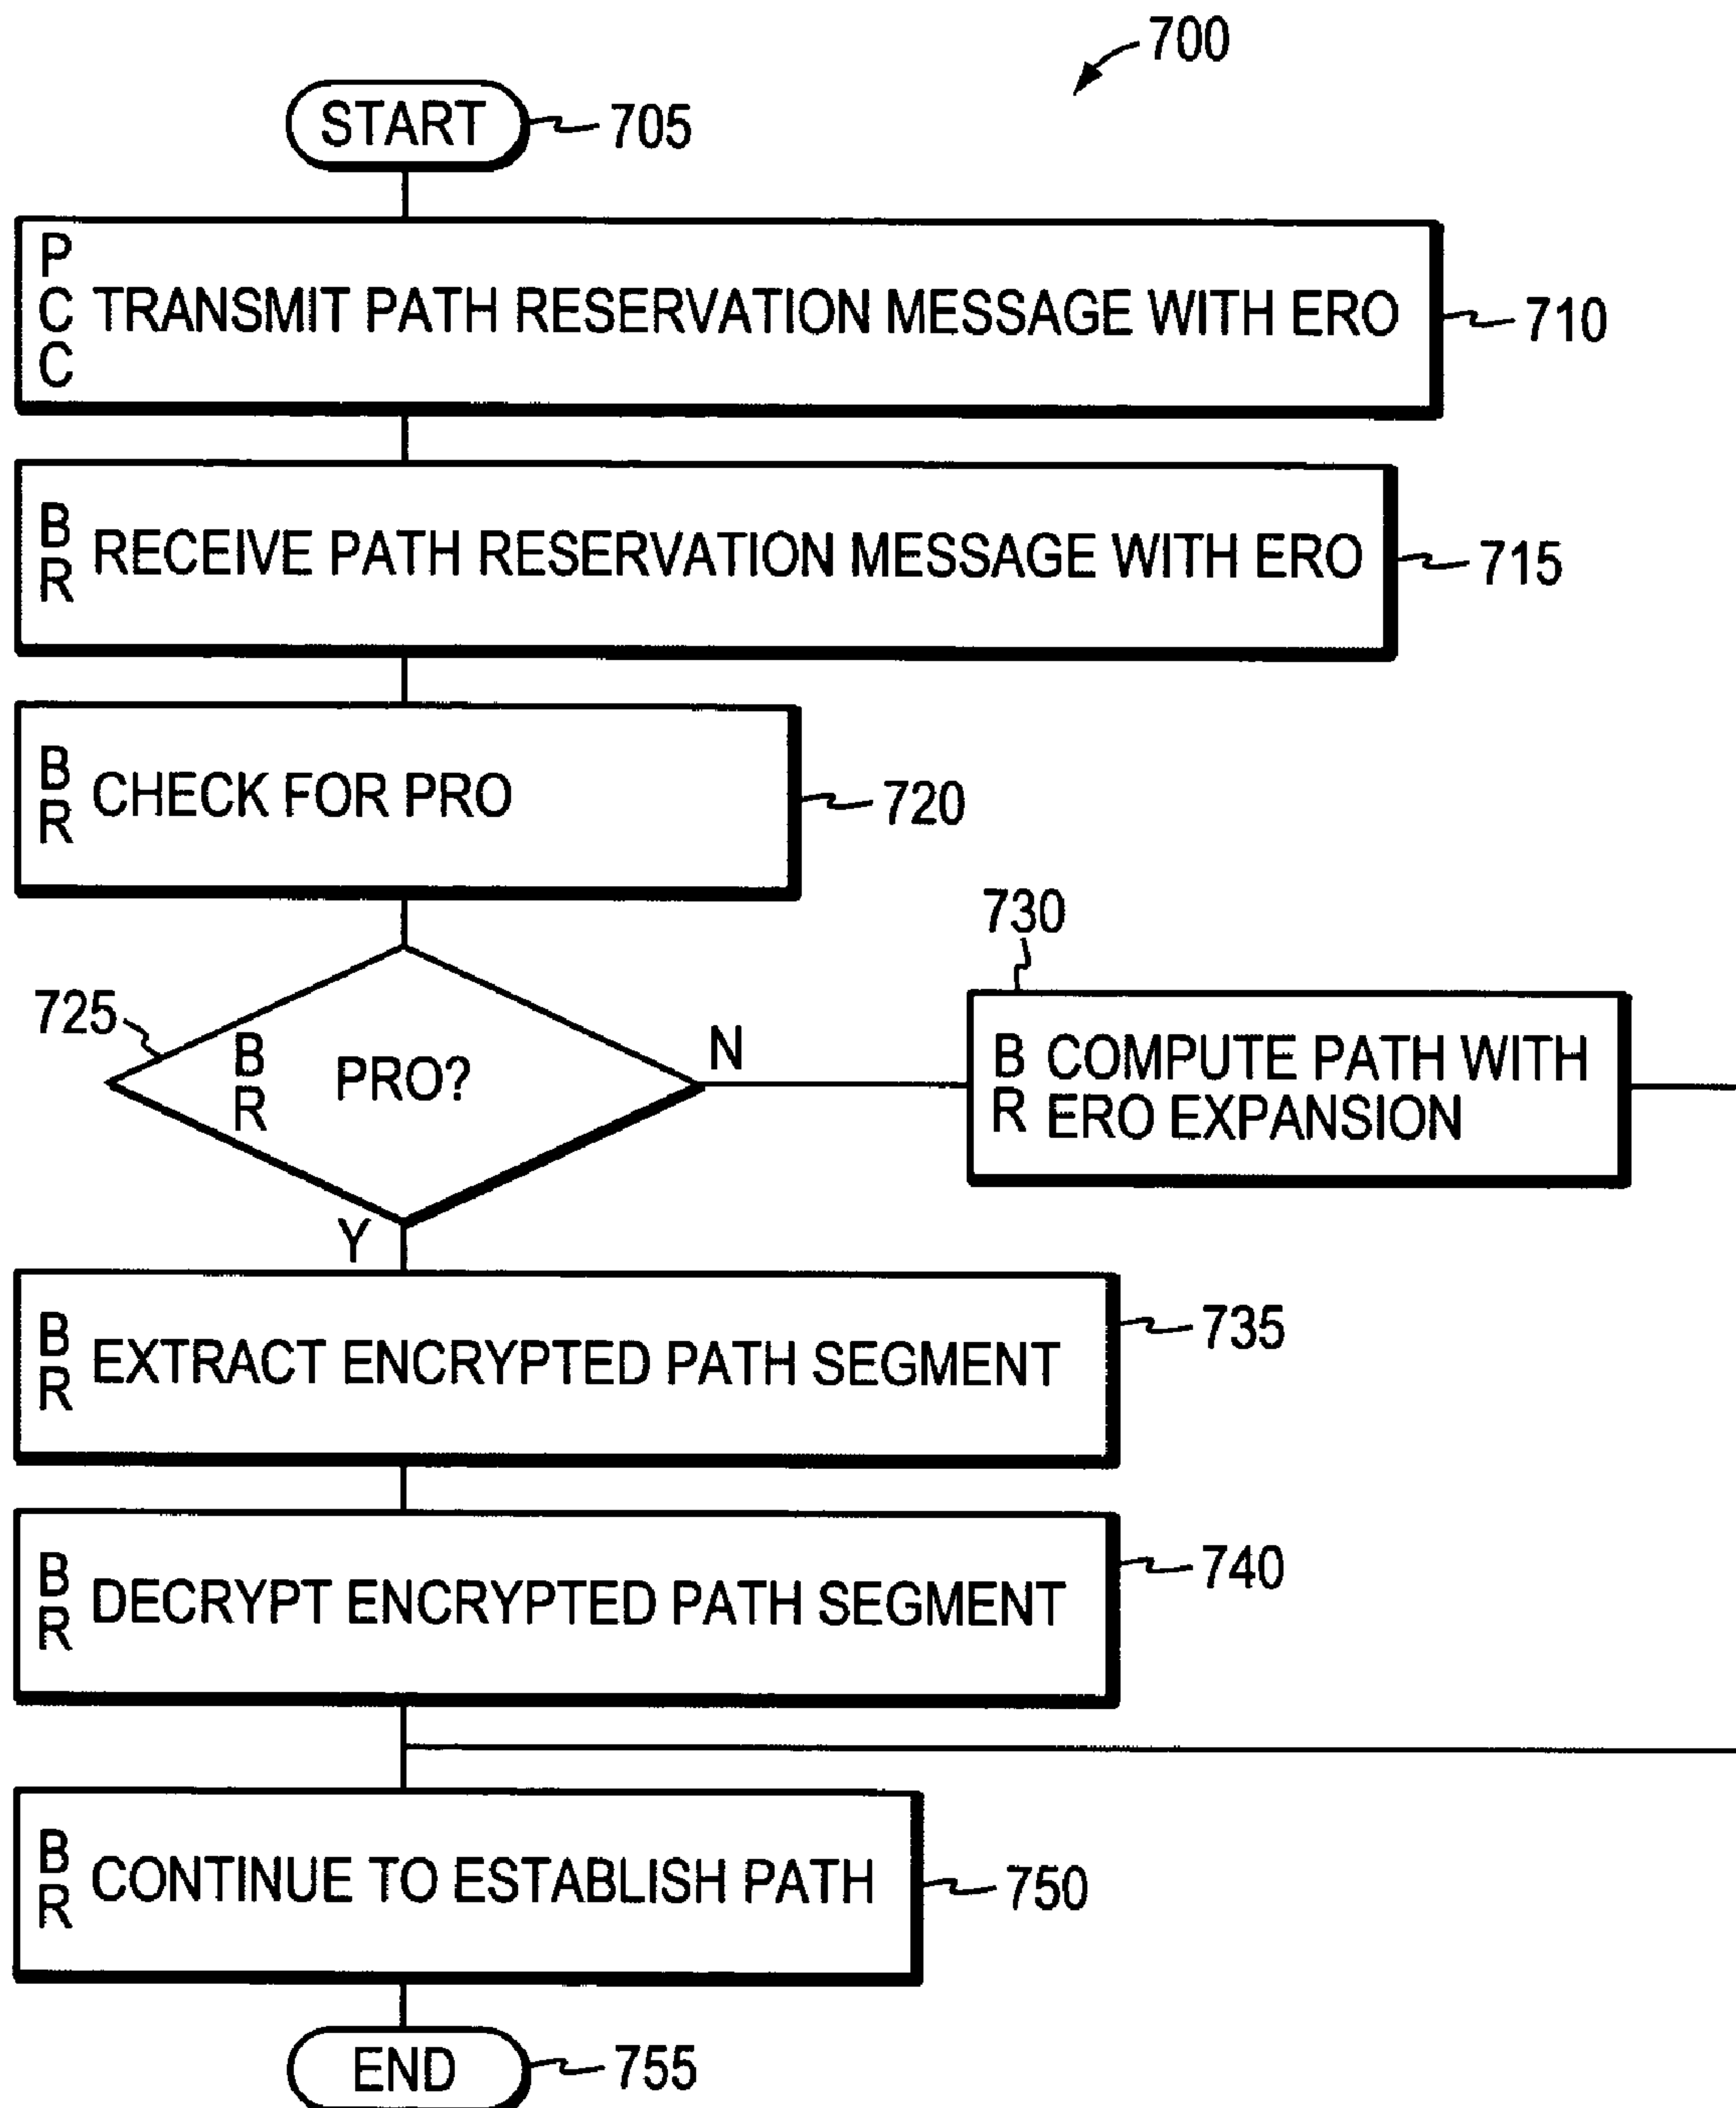 700
START
705
P
C
C
TRANSMIT PATH RESERVATION MESSAGE WITH ERO
710
B
R
RECEIVE PATH RESERVATION MESSAGE WITH ERO
715
B
R
CHECK FOR PRO
720
725
B
R
PRO?
N
730
B
R
COMPUTE PATH WITH
ERO EXPANSION
Y
B
R
EXTRACT ENCRYPTED PATH SEGMENT
735
B
R
DECRYPT ENCRYPTED PATH SEGMENT
740
B
R
CONTINUE TO ESTABLISH PATH
750
END
755